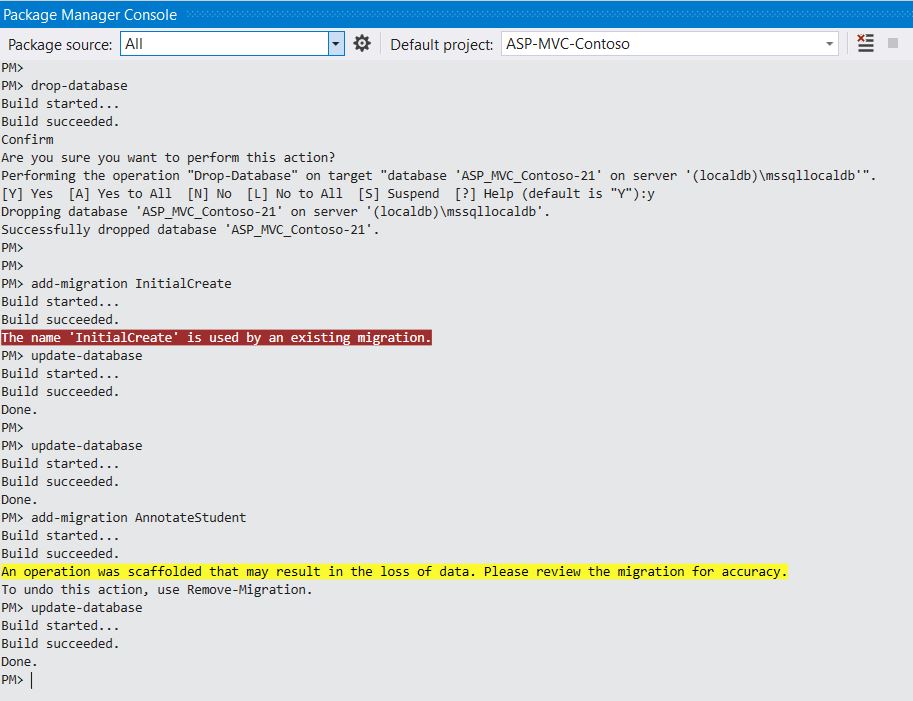 Package Manager Console
Package source: All Default project: ASP-MVC-Contoso
PM>
PM> drop-database
Build started...
Build succeeded.
Confirm
Are you sure you want to perform this action?
Performing the operation "Drop-Database" on target "database 'ASP_MVC_Contoso-21' on server '(localdb)\mssqllocaldb'".
[Y] Yes  [A] Yes to All  [N] No  [L] No to All  [S] Suspend  [?] Help (default is "Y"):y
Dropping database 'ASP_MVC_Contoso-21' on server '(localdb)\mssqllocaldb'.
Successfully dropped database 'ASP_MVC_Contoso-21'.
PM>
PM>
PM> add-migration InitialCreate
Build started...
Build succeeded.
The name 'InitialCreate' is used by an existing migration.
PM> update-database
Build started...
Build succeeded.
Done.
PM>
PM> update-database
Build started...
Build succeeded.
Done.
PM> add-migration AnnotateStudent
Build started...
Build succeeded.
An operation was scaffolded that may result in the loss of data. Please review the migration for accuracy.
To undo this action, use Remove-Migration.
PM> update-database
Build started...
Build succeeded.
Done.
PM>